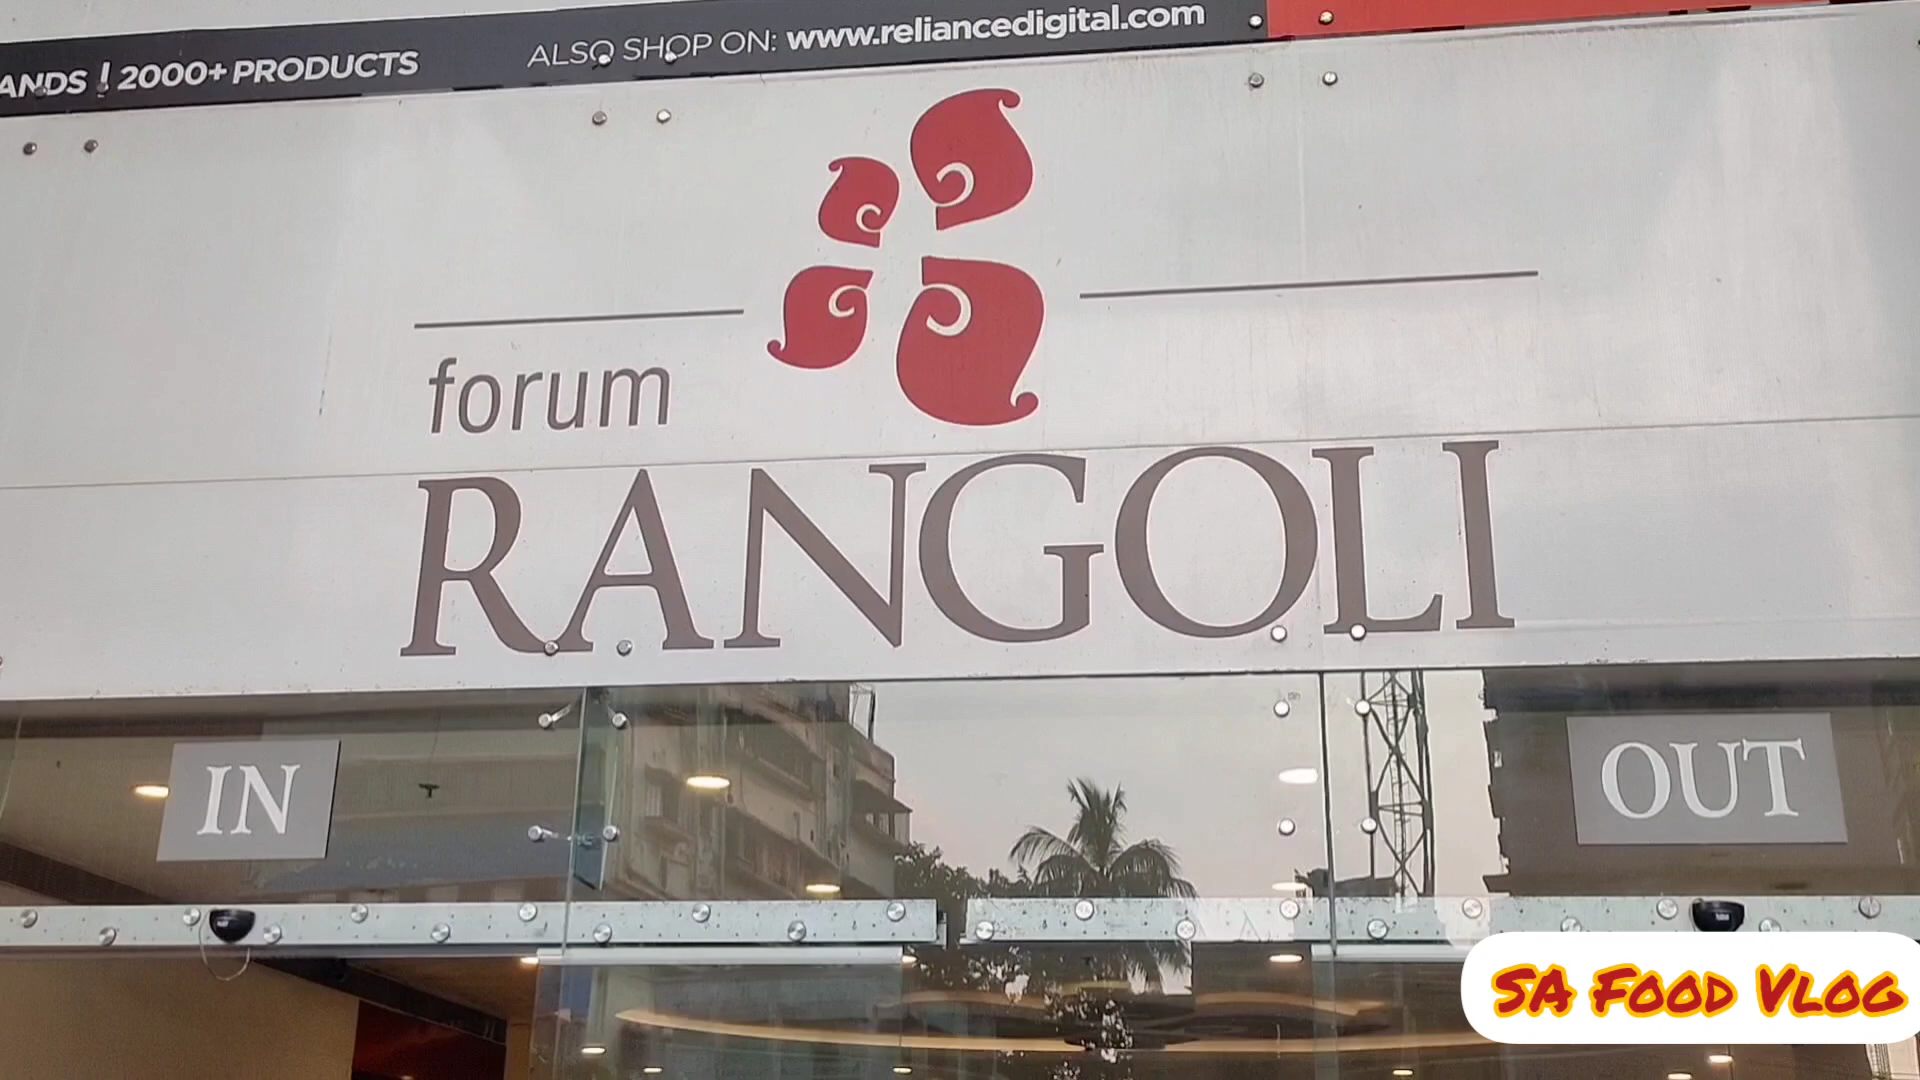 ANDS | 2000+ PRODUCTS ALSO SHOP ON: www.reliancedigital.com
forum
RANGOLI
IN
OUT
SA Food Vlog